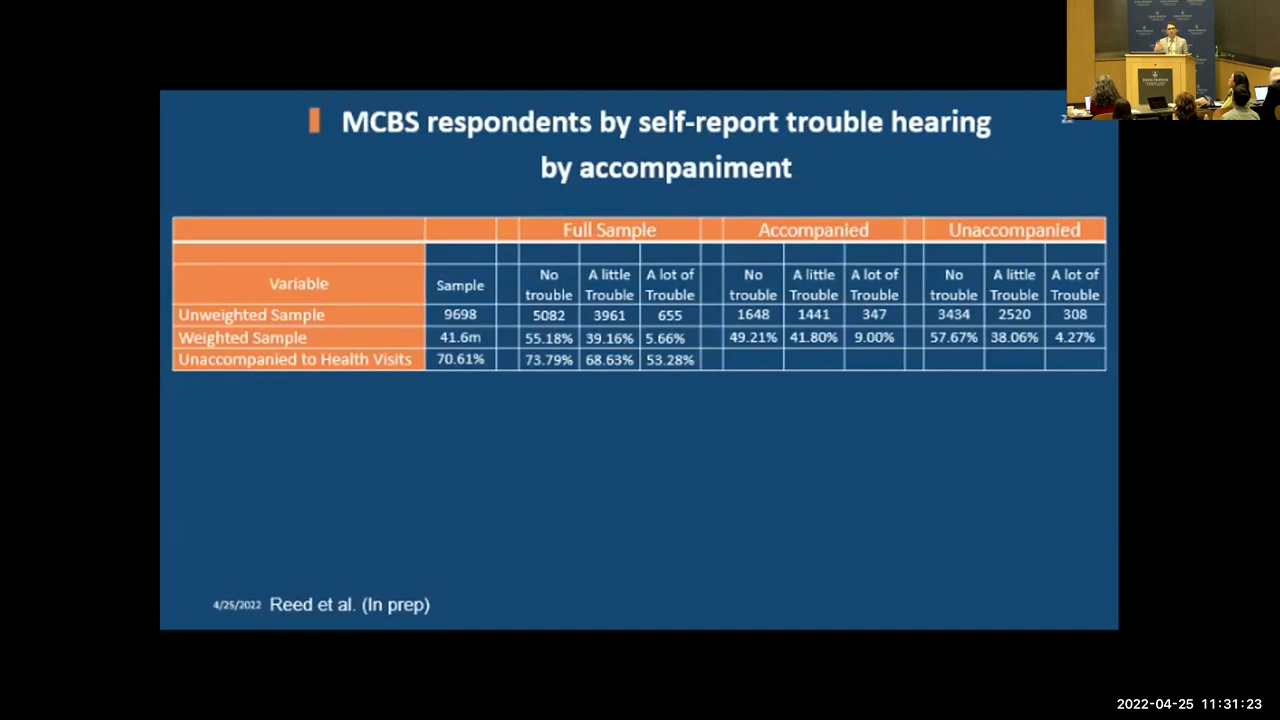 MCBS respondents by self-report trouble hearing
by accompaniment
Full Sample Accompanied Unaccompanied
Variable Sample No trouble A little Trouble A lot of Trouble No trouble A little Trouble A lot of Trouble No trouble A little Trouble A lot of Trouble
Unweighted Sample 9698 5082 3961 655 1648 1441 347 3434 2520 308
Weighted Sample 41.6m 55.18% 39.16% 5.66% 49.21% 41.80% 9.00% 57.67% 38.06% 4.27%
Unaccompanied to Health Visits 70.61% 73.79% 68.63% 53.28%
4/25/2022 Reed et al. (In prep)
2022-04-25 11:31:23